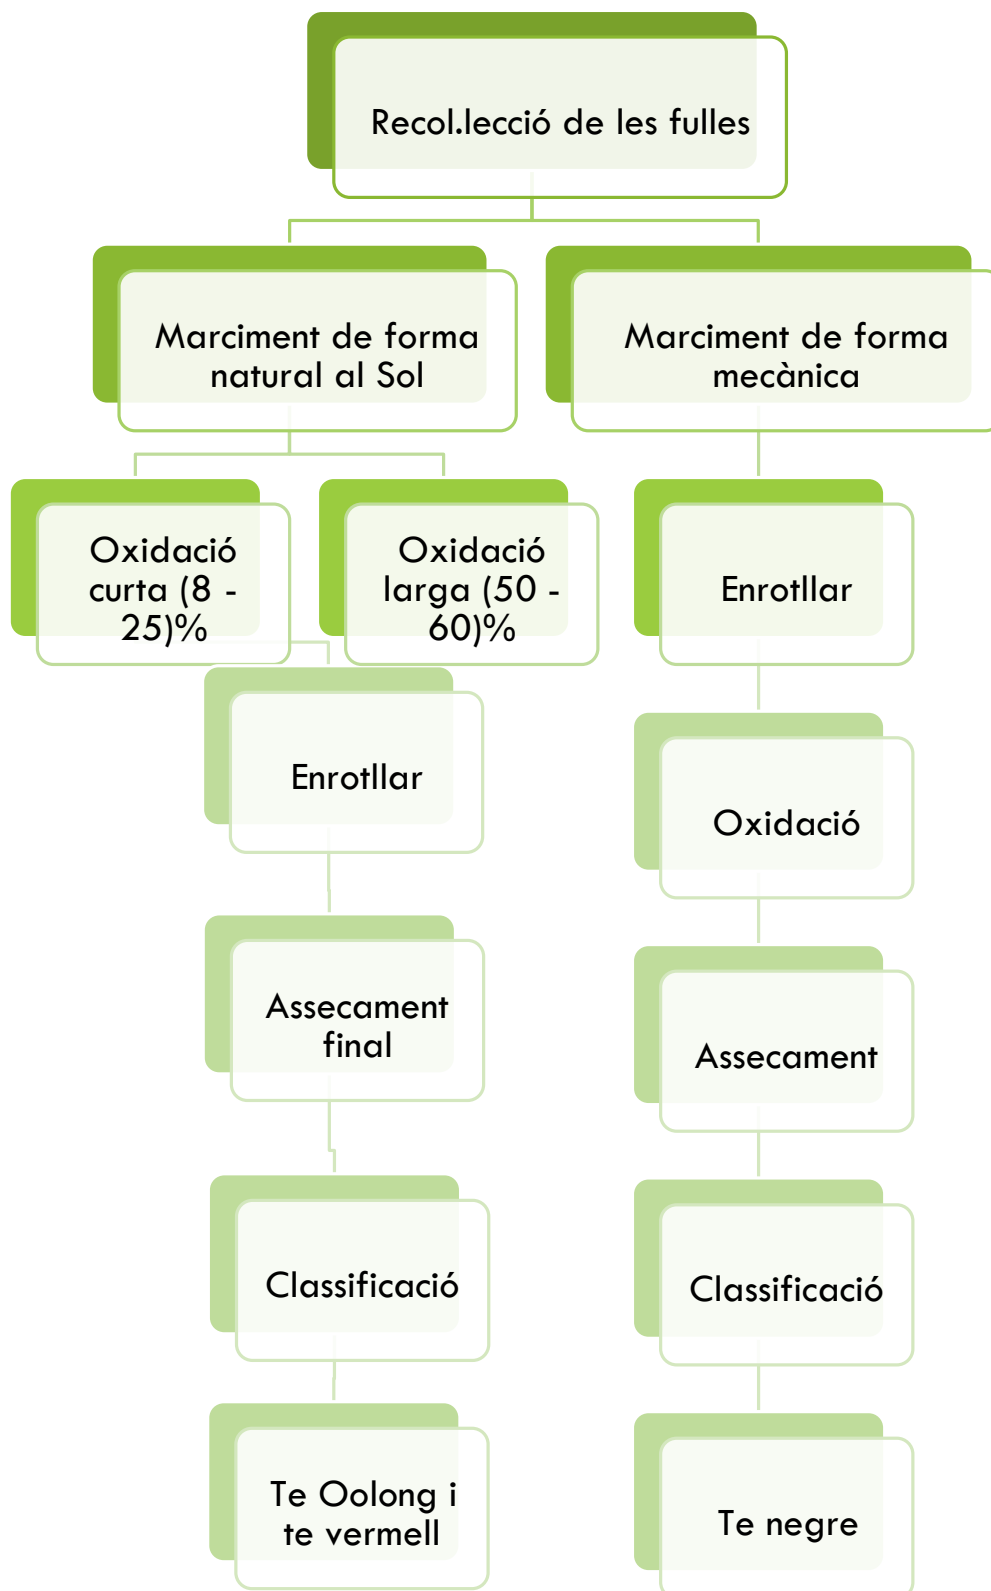 Recol.lecció de les fulles
Marciment de forma
natural al Sol
Marciment de forma
mecànica
Oxidació
curta (8 -
25)%
Oxidació
larga (50 -
60)%
Enrotllar
Enrotllar
Oxidació
Assecament
final
Assecament
Classificació
Classificació
Te Oolong i
te vermell
Te negre